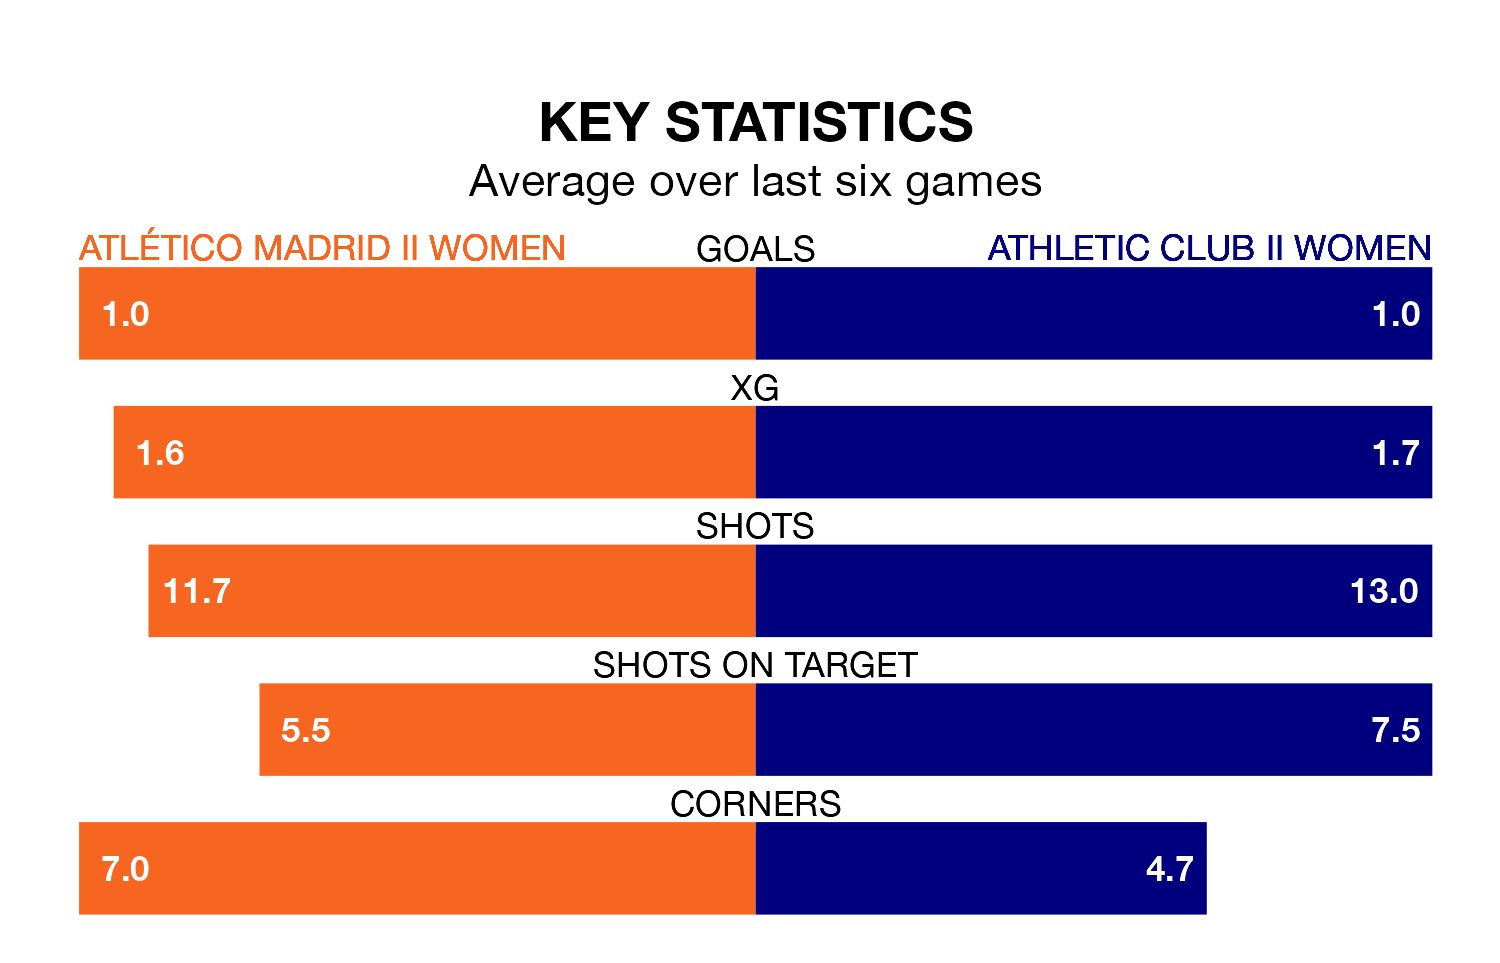 KEY STATISTICS
Average over last six games
ATLÉTICO MADRID II WOMEN GOALS ATHLETIC CLUB II WOMEN
1.0 1.0
XG
1.6 1.7
SHOTS
11.7 13.0
SHOTS ON TARGET
5.5 7.5
CORNERS
7.0 4.7